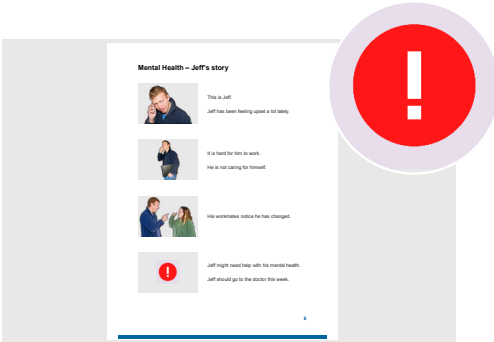 Mental Health – Jeff's story
This is Jeff.
Jeff has been feeling upset a lot lately.
It is hard for him to work.
He is not caring for himself.
His workmates notice he has changed.
Jeff might need help with his mental health.
Jeff should go to the doctor this week.
6